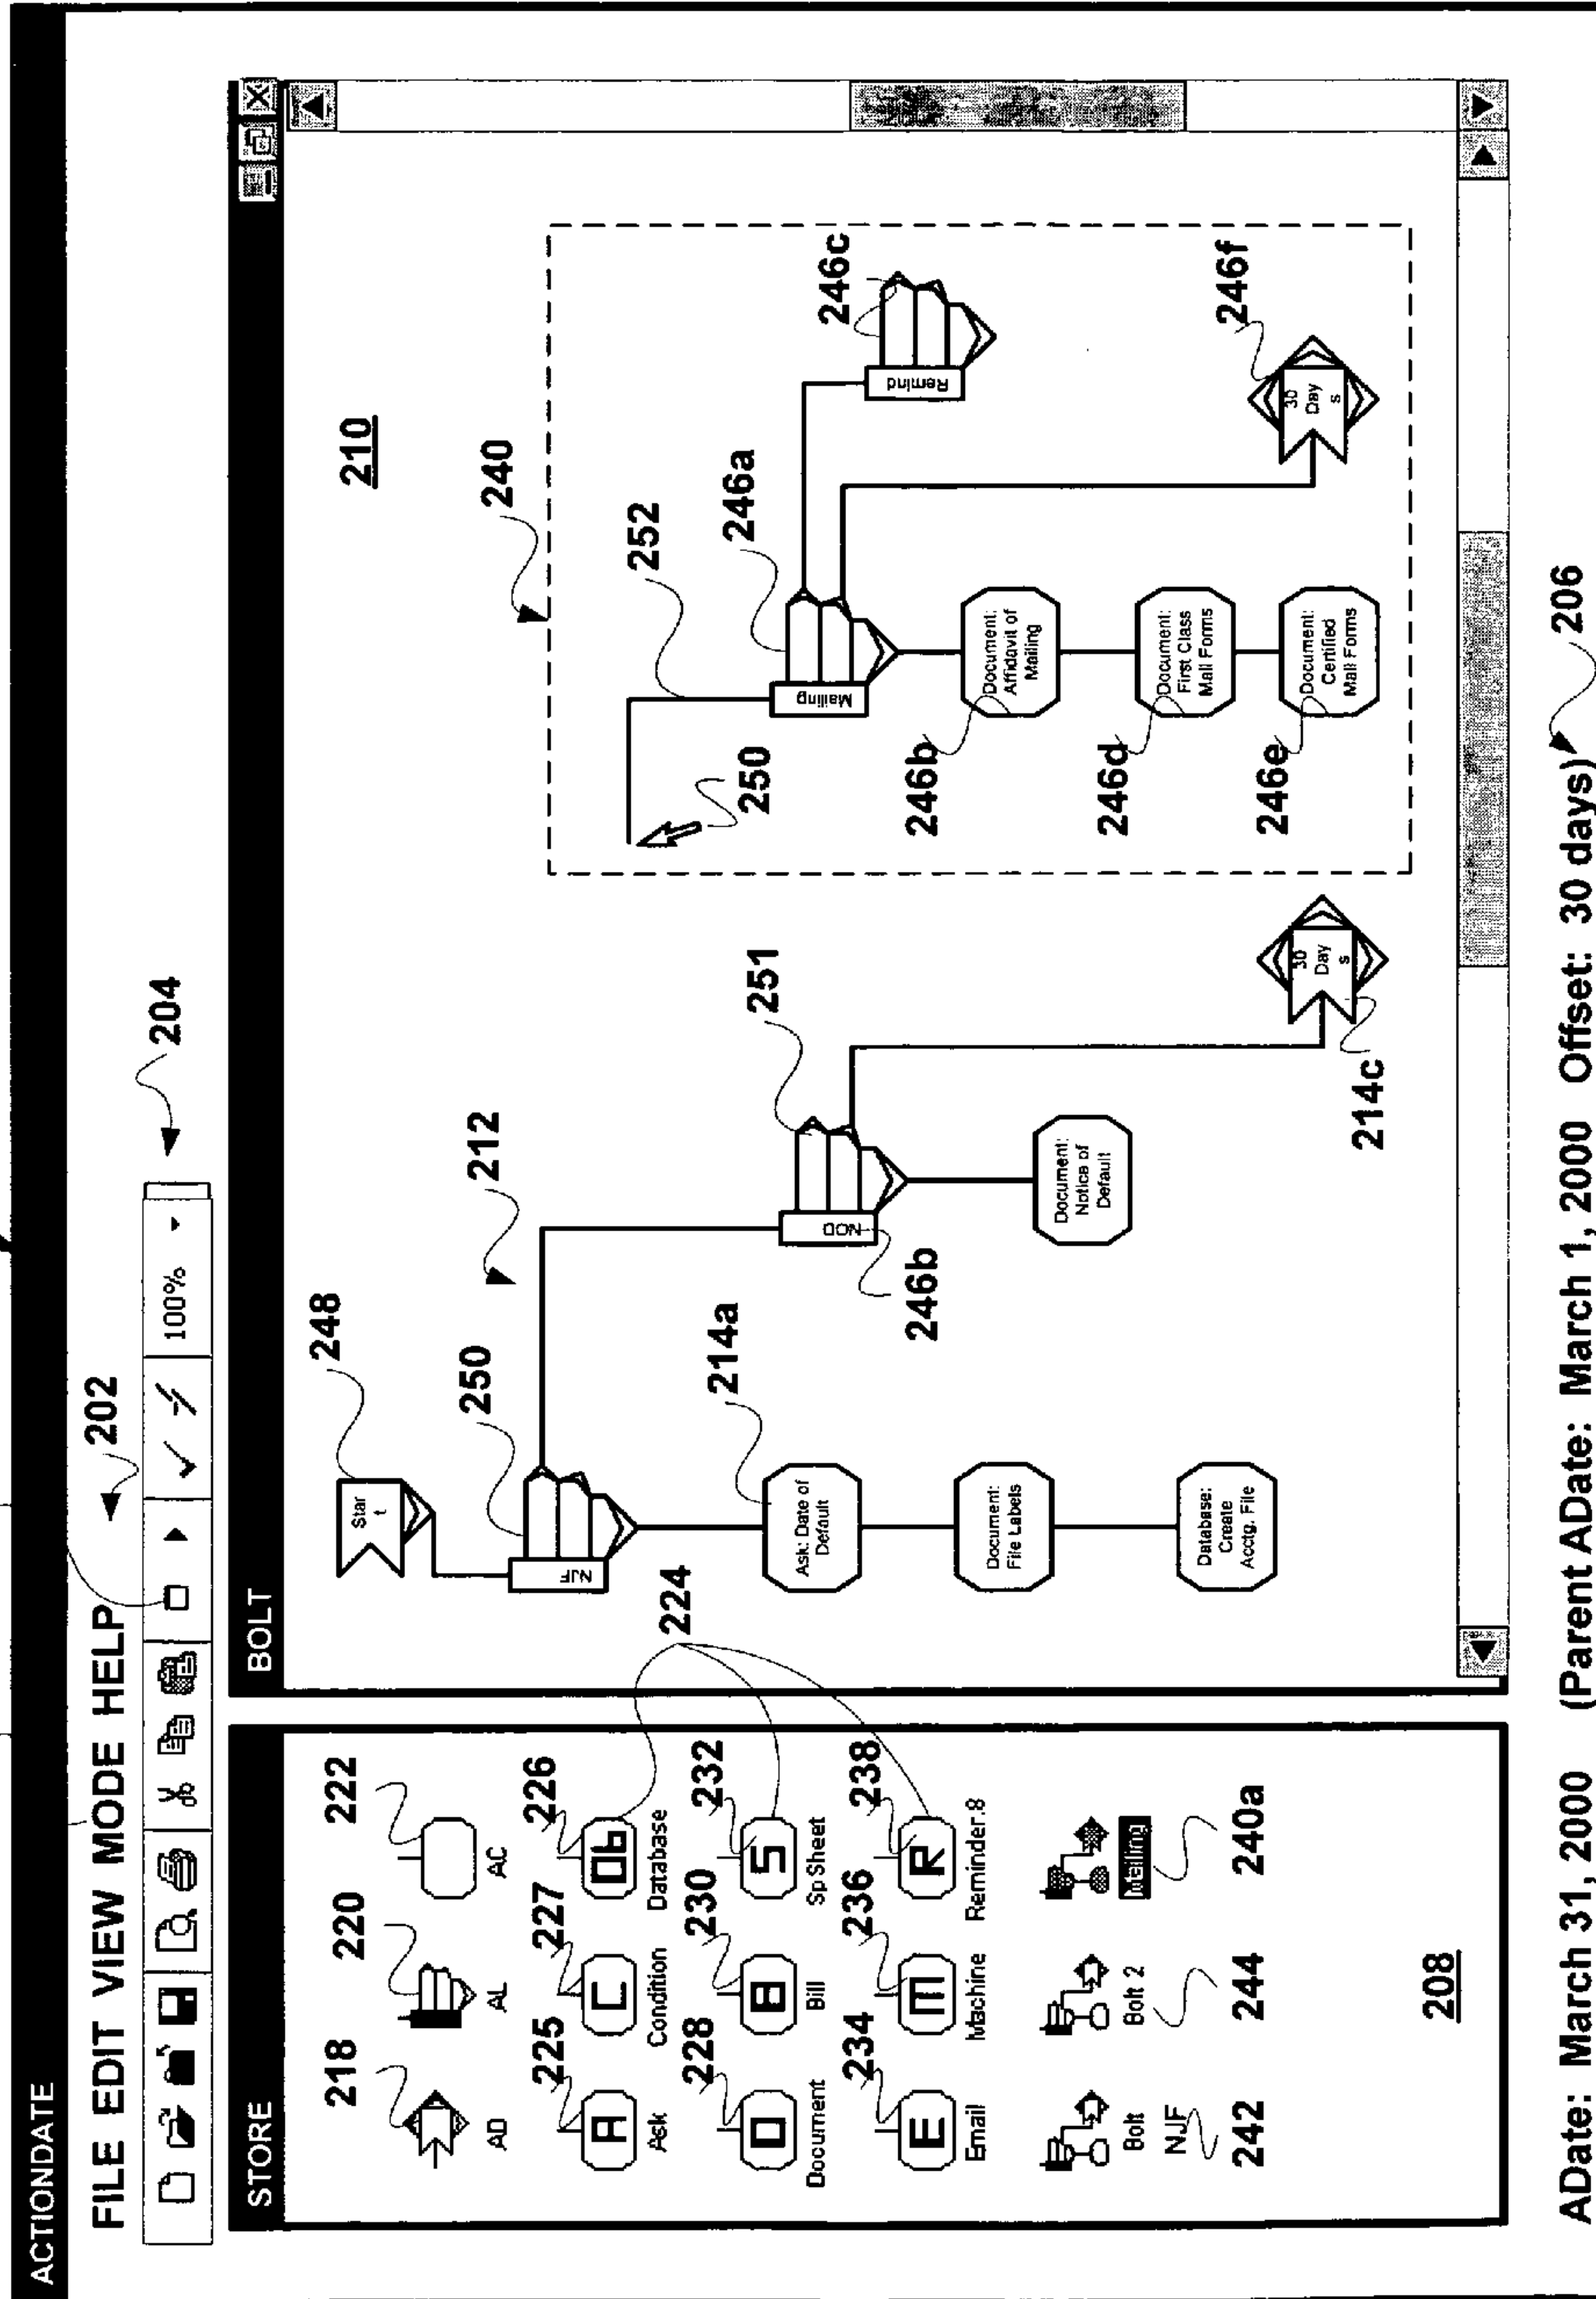 ACTIONDATE
FILE EDIT VIEW MODE HELP
202
204
100%
STORE
218
220
222
AD
AL
AC
225
227
226
224
Ask
Condition
Database
228
230
232
Document
Bill
Sp Sheet
234
236
238
Email
Machine
Reminder.8
Bolt
Bolt 2
Mailing
NJF
242
244
240a
208
BOLT
210
248
Star
t
250
212
NJF
214a
Ask: Date of
Default
Document:
File Labels
Database:
Create
Acctg. File
251
NOD
246b
Document:
Notice of
Default
30
Day
s
214c
240
252
250
246a
Mailing
246c
Remind
246b
Document:
Affidavit of
Mailing
246d
Document:
First Class
Mail Forms
246e
Document:
Certified
Mail Forms
246f
30
Day
s
ADate: March 31, 2000 (Parent ADate: March 1, 2000 Offset: 30 days)
206